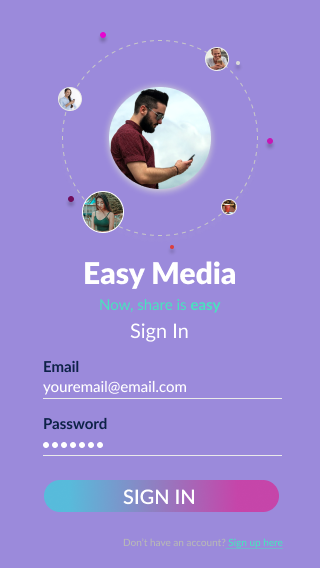 Easy Media
Now, share is easy
Sign In
Email
youremail@email.com
Password
SIGN IN
Don't have an account? Sign up here